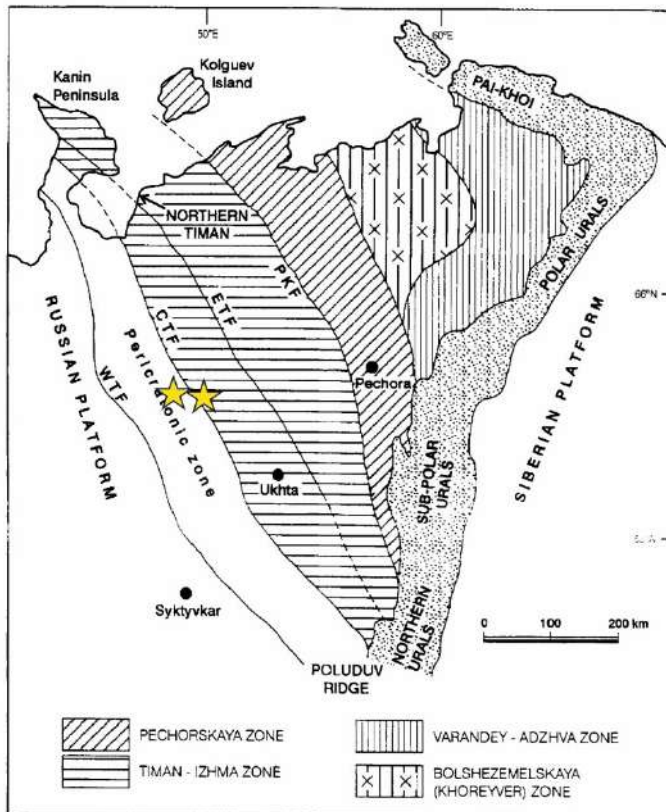 50°E
60°E
Kanin
Peninsula
Kolguev
Island
PAI-KHOI
NORTHERN
TIMAN
POLAR URALS
66°N
PKF
ETF
CTF
WTF
RUSSIAN PLATFORM
Pericratonic zone
Pechora
SIBERIAN PLATFORM
SUB-POLAR
URALS
Ukhta
Syktyvkar
NORTHERN
URALS
POLUDUV
RIDGE
0 100 200 km
PECHORSKAYA ZONE
VARANDEY - ADZHVA ZONE
TIMAN - IZHMA ZONE
BOLSHEZEMELSKAYA
(KHOREYVER) ZONE